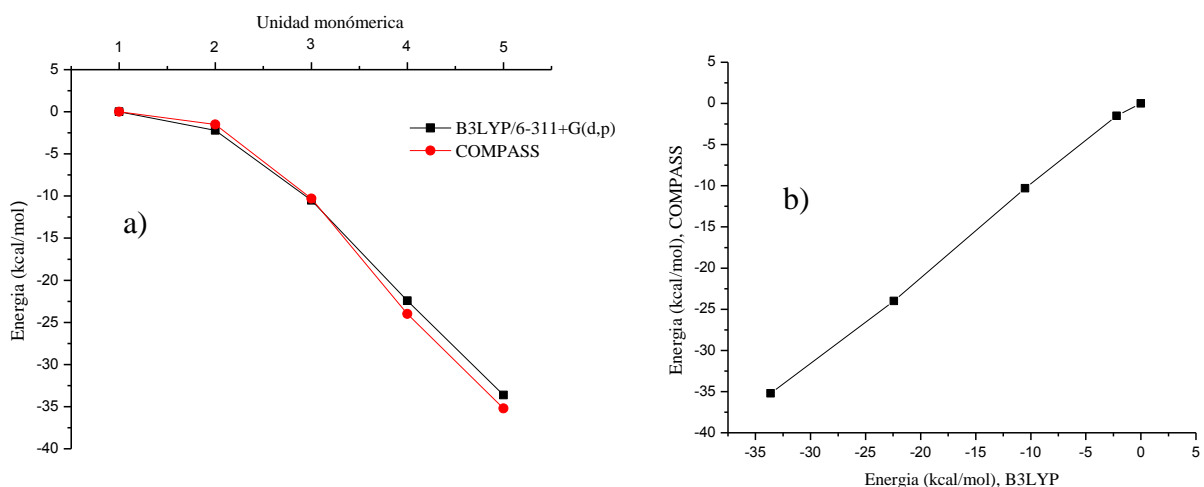 Unidad monómerica
1 2 3 4 5
5
0
-5
-10
-15
-20
-25
-30
-35
-40
Energia (kcal/mol)
B3LYP/6-311+G(d,p)
COMPASS
a)
5
0
-5
-10
-15
-20
-25
-30
-35
-40
Energia (kcal/mol), COMPASS
b)
-35 -30 -25 -20 -15 -10 -5 0 5
Energia (kcal/mol), B3LYP